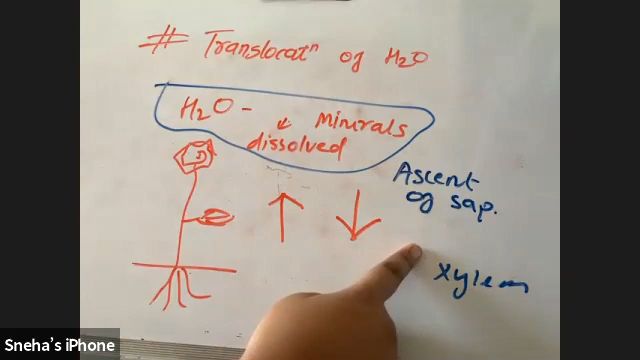 # Translocatn of H2O
H2O - & Minerals
dissolved
Ascent
of sap.
xylem
Sneha's iPhone